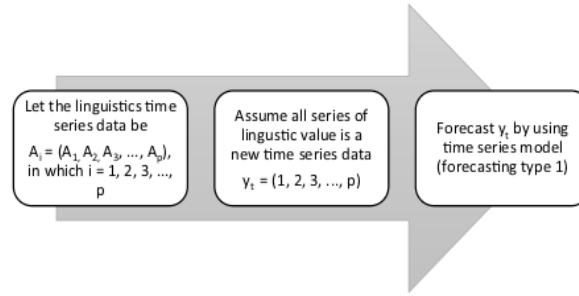 Let the linguistics time
series data be
Aᵢ = (A₁, A₂, A₃, ..., Aₚ),
in which i = 1, 2, 3, ...,
p
Assume all series of
lingustic value is a
new time series data
yₜ = (1, 2, 3, ..., p)
Forecast yₜ by using
time series model
(forecasting type 1)